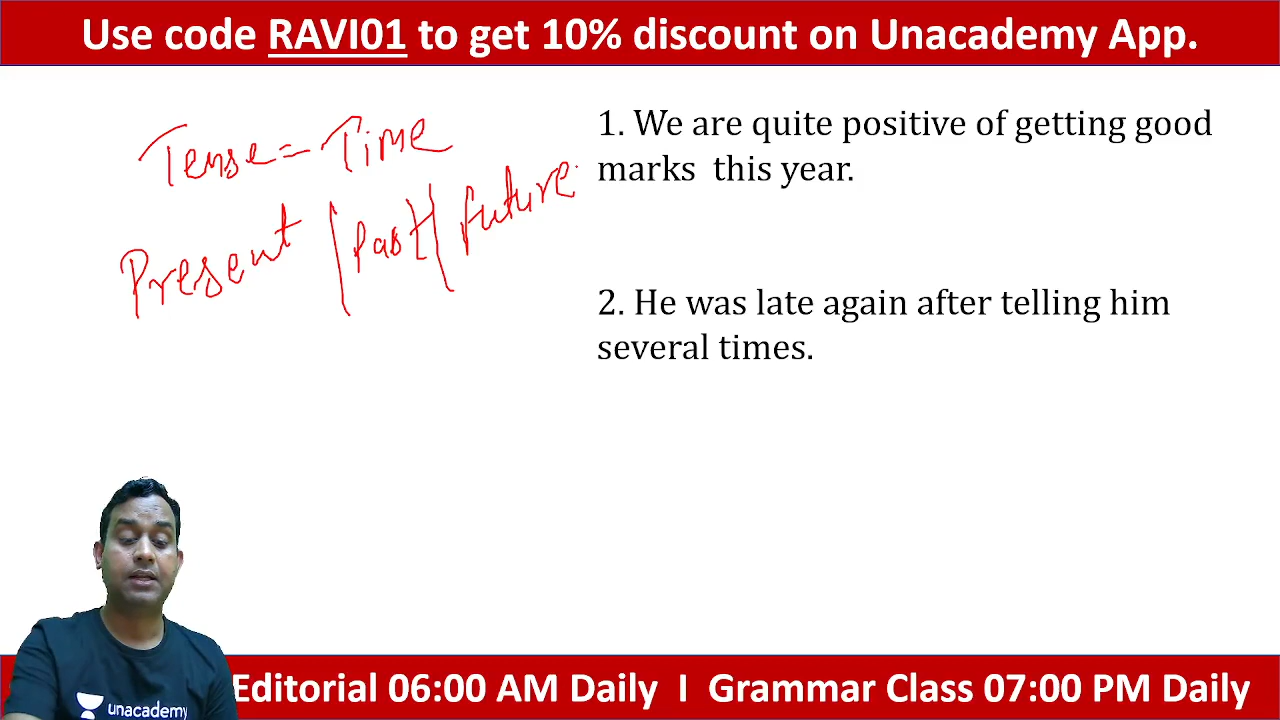 Use code RAVI01 to get 10% discount on Unacademy App.
Tense = Time
Present / Past / future
1. We are quite positive of getting good
marks this year.
2. He was late again after telling him
several times.
unacademy
Editorial 06:00 AM Daily I Grammar Class 07:00 PM Daily